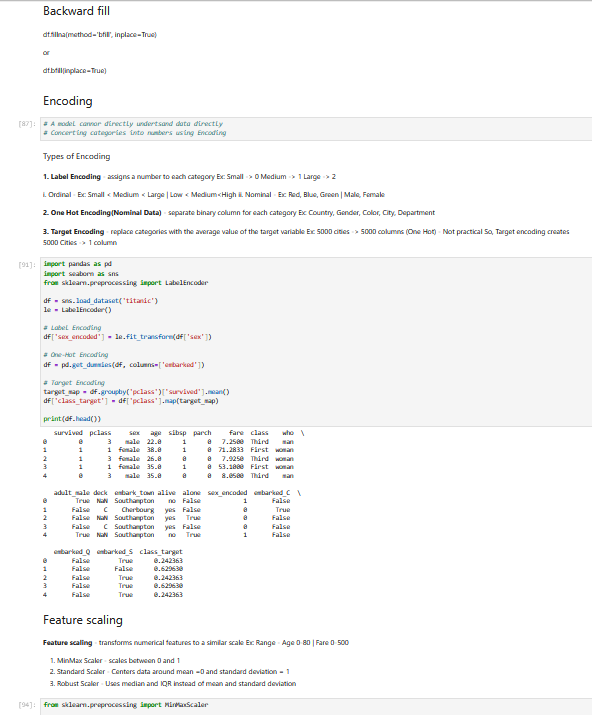 Backward fill
df.fillna(method='bfill', inplace=True)
or
df.bfill(inplace=True)
Encoding
[87]: # A model cannor directly undertsand data directly
# Concerting categories into numbers using Encoding
Types of Encoding
1. Label Encoding - assigns a number to each category Ex: Small -> 0 Medium -> 1 Large -> 2
i. Ordinal - Ex: Small < Medium < Large | Low < Medium<High ii. Nominal - Ex: Red, Blue, Green | Male, Female
2. One Hot Encoding(Nominal Data) - separate binary column for each category Ex: Country, Gender, Color, City, Department
3. Target Encoding - replace categories with the average value of the target variable Ex: 5000 cities -> 5000 columns (One Hot) - Not practical So, Target encoding creates
5000 Cities -> 1 column
[91]: import pandas as pd
import seaborn as sns
from sklearn.preprocessing import LabelEncoder
df = sns.load_dataset('titanic')
le = LabelEncoder()
# Label Encoding
df['sex_encoded'] = le.fit_transform(df['sex'])
# One-Hot Encoding
df = pd.get_dummies(df, columns=['embarked'])
# Target Encoding
target_map = df.groupby('pclass')['survived'].mean()
df['class_target'] = df['pclass'].map(target_map)
print(df.head())
survived pclass sex age sibsp parch fare class who \
0 0 3 male 22.0 1 0 7.2500 Third man
1 1 1 female 38.0 1 0 71.2833 First woman
2 1 3 female 26.0 0 0 7.9250 Third woman
3 1 1 female 35.0 1 0 53.1000 First woman
4 0 3 male 35.0 0 0 8.0500 Third man
adult_male deck embark_town alive alone sex_encoded embarked_C \
0 True NaN Southampton no False 1 False
1 False C Cherbourg yes False 0 True
2 False NaN Southampton yes True 0 False
3 False C Southampton yes False 0 False
4 True NaN Southampton no True 1 False
embarked_Q embarked_S class_target
0 False True 0.242363
1 False False 0.629630
2 False True 0.242363
3 False True 0.629630
4 False True 0.242363
Feature scaling
Feature scaling - transforms numerical features to a similar scale Ex: Range - Age 0-80 | Fare 0-500
1. MinMax Scaler - scales between 0 and 1
2. Standard Scaler - Centers data around mean =0 and standard deviation = 1
3. Robust Scaler - Uses median and IQR instead of mean and standard deviation
[94]: from sklearn.preprocessing import MinMaxScaler